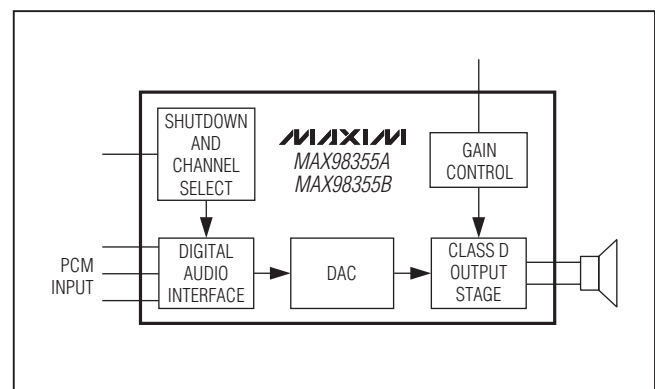 SHUTDOWN
AND
CHANNEL
SELECT
MAXIM
MAX98355A
MAX98355B
GAIN
CONTROL
PCM
INPUT
DIGITAL
AUDIO
INTERFACE
DAC
CLASS D
OUTPUT
STAGE